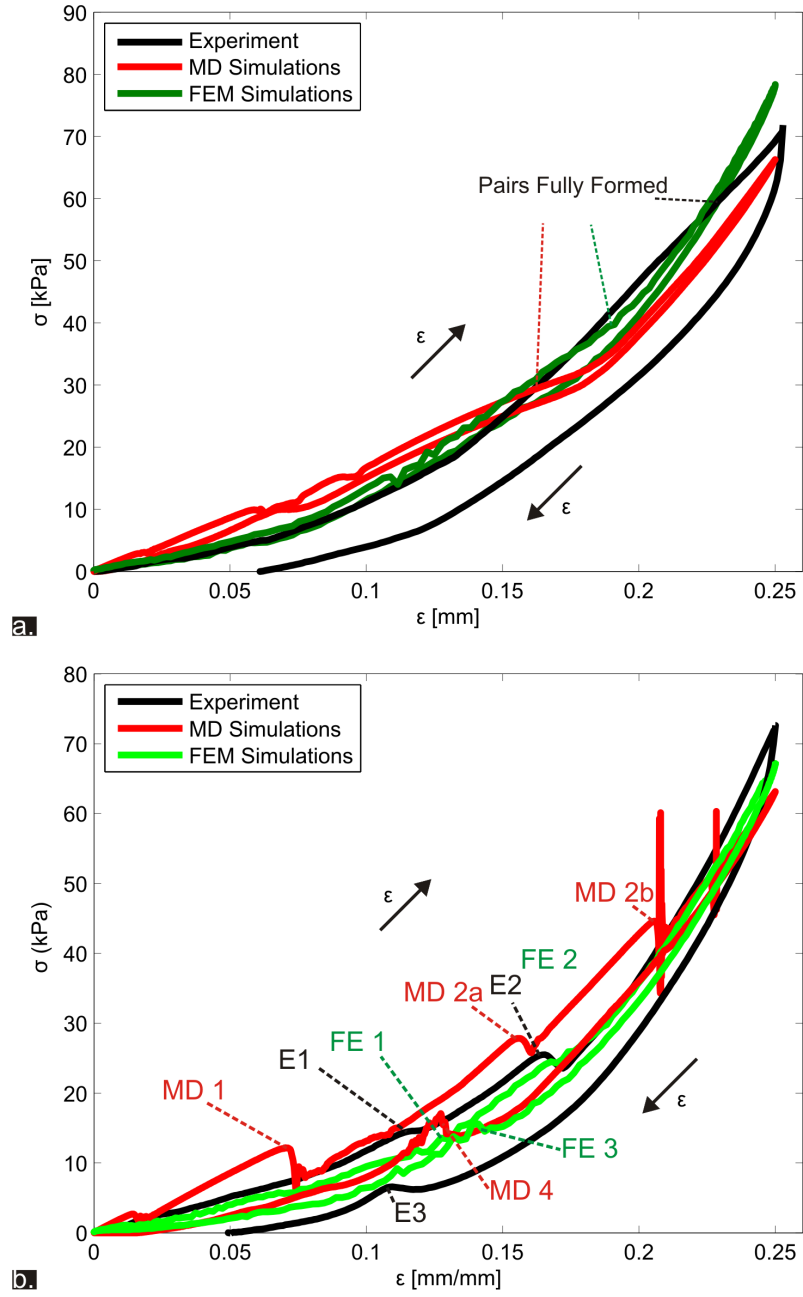 90
80
70
60
50
40
30
20
10
0
σ [kPa]
Experiment
MD Simulations
FEM Simulations
Pairs Fully Formed
ε
ε
0
0.05
0.1
0.15
0.2
0.25
ε [mm]
a.
80
70
60
50
40
30
20
10
0
σ (kPa)
Experiment
MD Simulations
FEM Simulations
ε
MD 2b
FE 2
E2
MD 2a
FE 1
E1
MD 1
ε
FE 3
MD 4
E3
0
0.05
0.1
0.15
0.2
0.25
ε [mm/mm]
b.